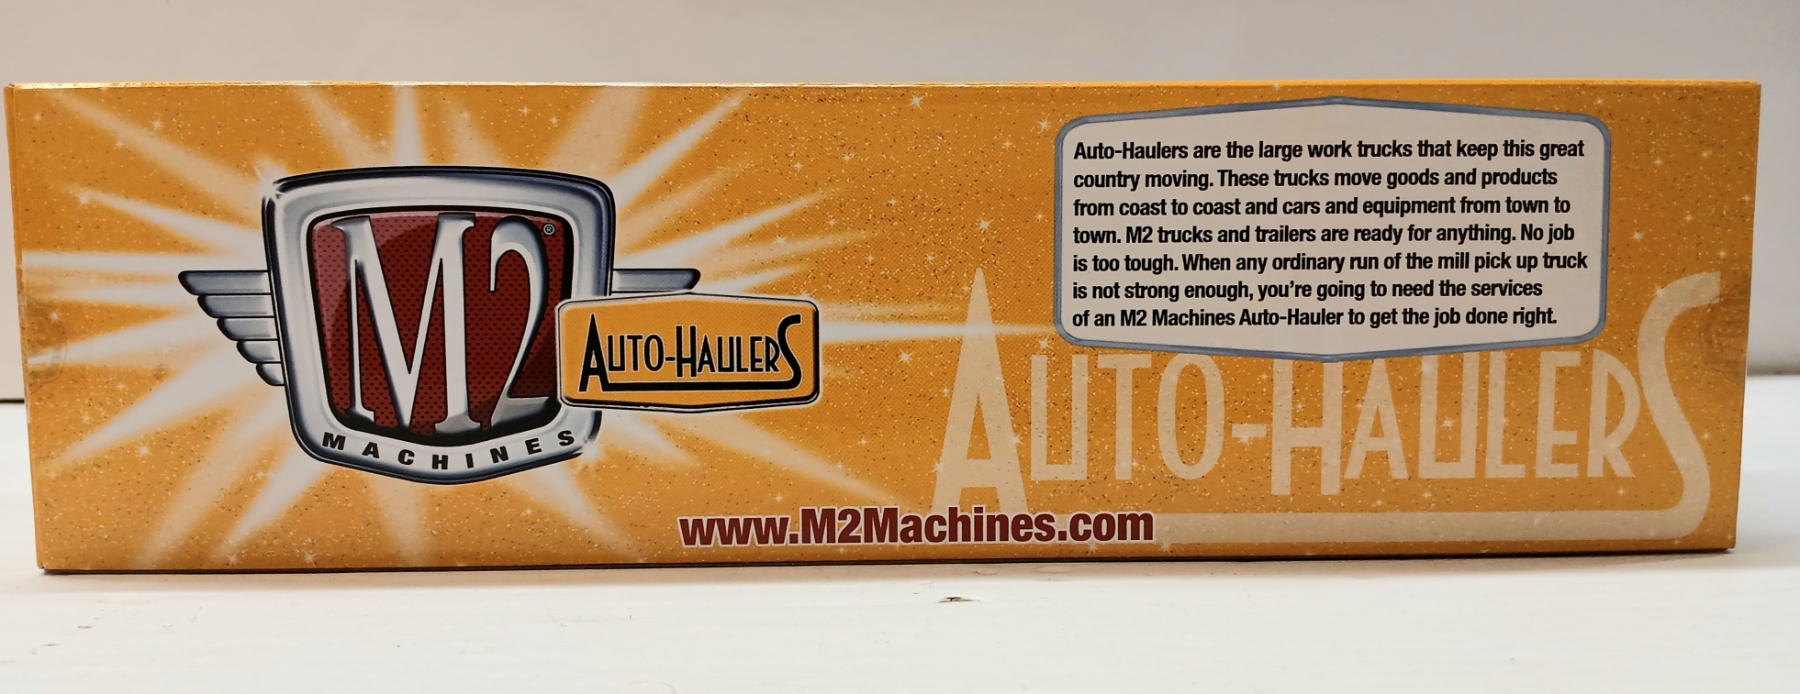 M2®
MACHINES
AUTO-HAULERS
Auto-Haulers are the large work trucks that keep this great
country moving. These trucks move goods and products
from coast to coast and cars and equipment from town to
town. M2 trucks and trailers are ready for anything. No job
is too tough. When any ordinary run of the mill pick up truck
is not strong enough, you're going to need the services
of an M2 Machines Auto-Hauler to get the job done right.
AUTO-HAULERS
www.M2Machines.com